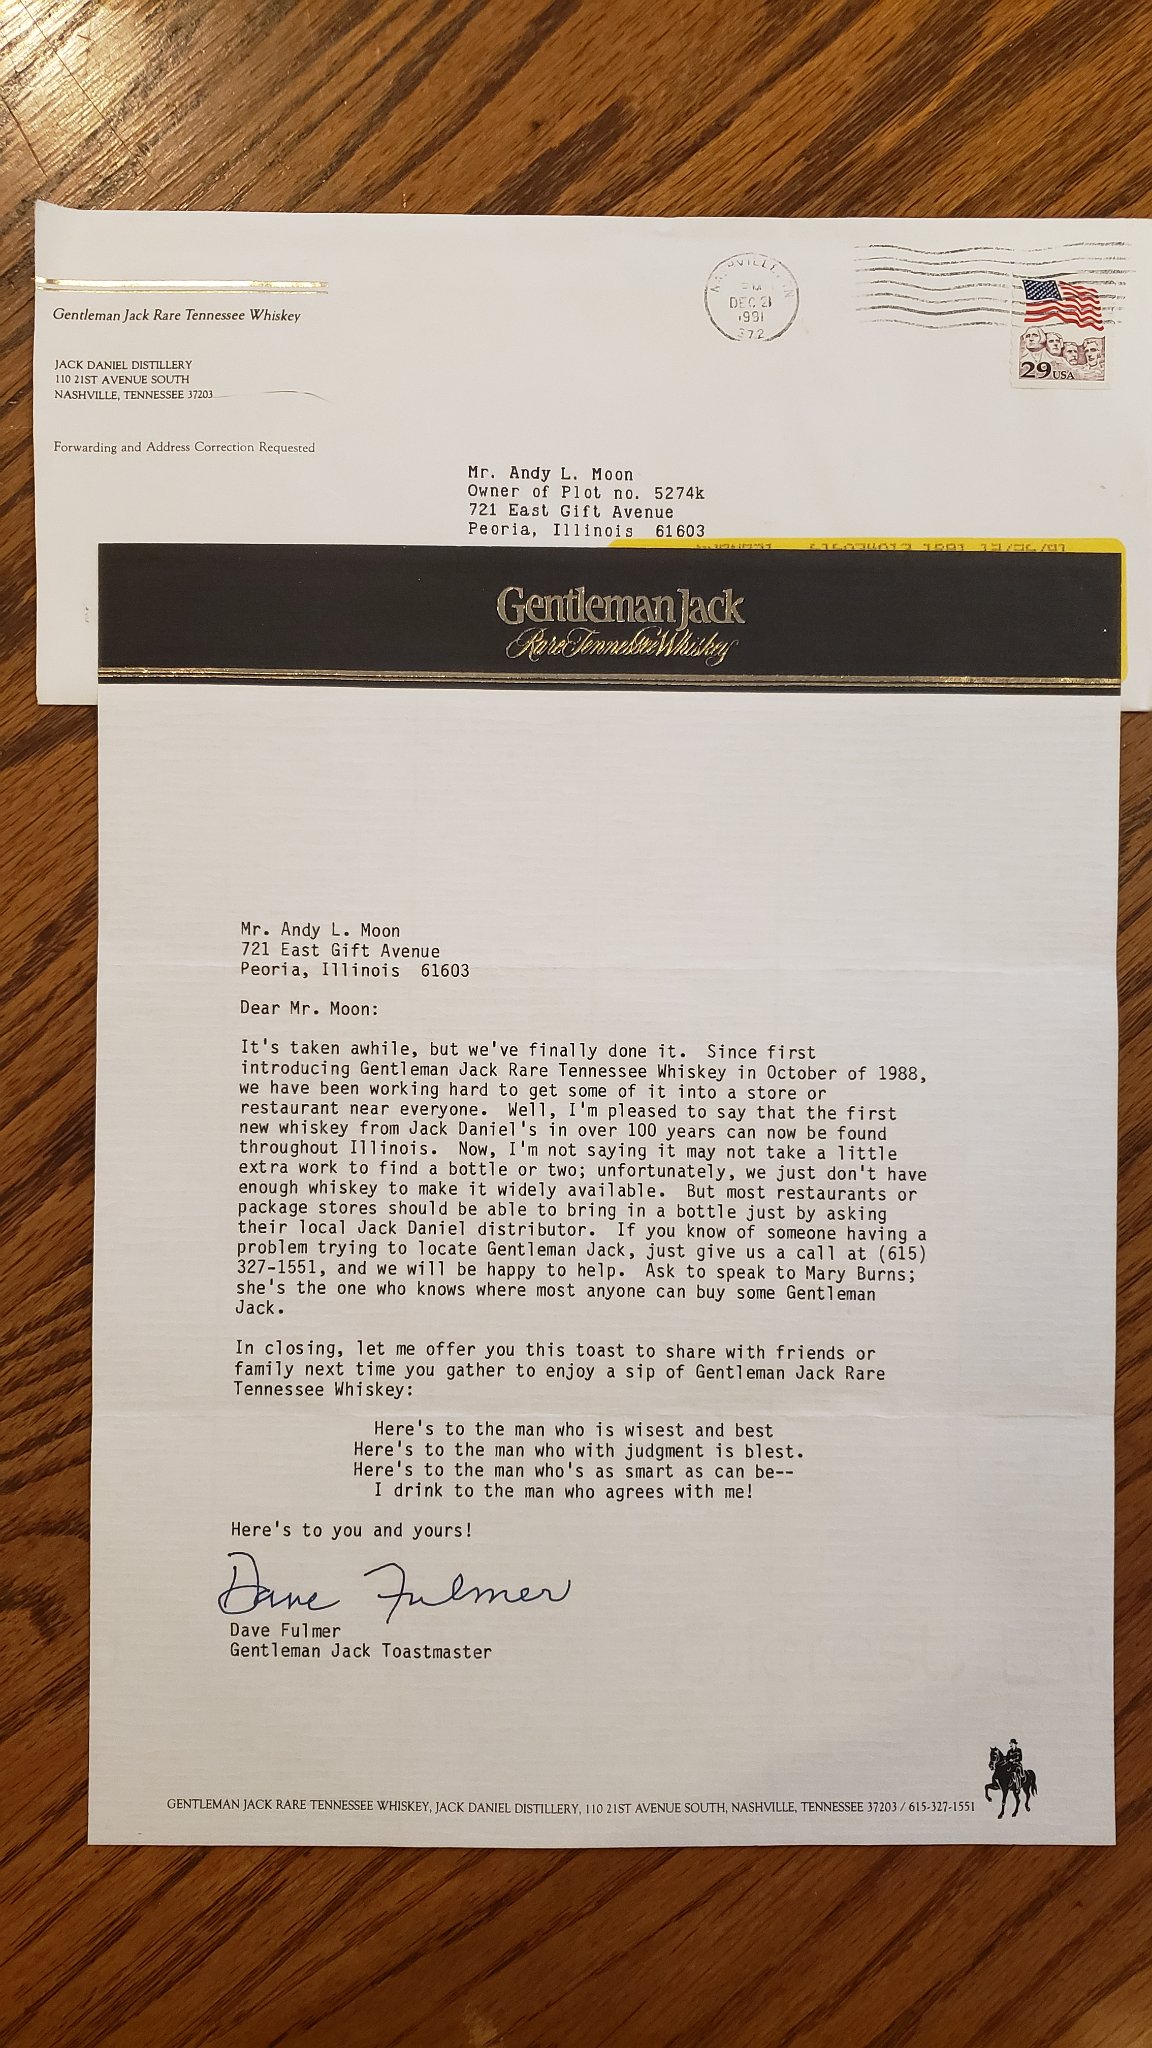 Gentleman Jack Rare Tennessee Whiskey
JACK DANIEL DISTILLERY
110 21ST AVENUE SOUTH
NASHVILLE, TENNESSEE 37203
Forwarding and Address Correction Requested
DEC 21
1991
372
29 USA
Mr. Andy L. Moon
Owner of Plot no. 5274k
721 East Gift Avenue
Peoria, Illinois 61603
Gentleman Jack
Rare Tennessee Whiskey
Mr. Andy L. Moon
721 East Gift Avenue
Peoria, Illinois 61603
Dear Mr. Moon:
It's taken awhile, but we've finally done it. Since first
introducing Gentleman Jack Rare Tennessee Whiskey in October of 1988,
we have been working hard to get some of it into a store or
restaurant near everyone. Well, I'm pleased to say that the first
new whiskey from Jack Daniel's in over 100 years can now be found
throughout Illinois. Now, I'm not saying it may not take a little
extra work to find a bottle or two; unfortunately, we just don't have
enough whiskey to make it widely available. But most restaurants or
package stores should be able to bring in a bottle just by asking
their local Jack Daniel distributor. If you know of someone having a
problem trying to locate Gentleman Jack, just give us a call at (615)
327-1551, and we will be happy to help. Ask to speak to Mary Burns;
she's the one who knows where most anyone can buy some Gentleman
Jack.
In closing, let me offer you this toast to share with friends or
family next time you gather to enjoy a sip of Gentleman Jack Rare
Tennessee Whiskey:
Here's to the man who is wisest and best
Here's to the man who with judgment is blest.
Here's to the man who's as smart as can be--
I drink to the man who agrees with me!
Here's to you and yours!
Dave Fulmer
Dave Fulmer
Gentleman Jack Toastmaster
GENTLEMAN JACK RARE TENNESSEE WHISKEY, JACK DANIEL DISTILLERY, 110 21ST AVENUE SOUTH, NASHVILLE, TENNESSEE 37203 / 615-327-1551